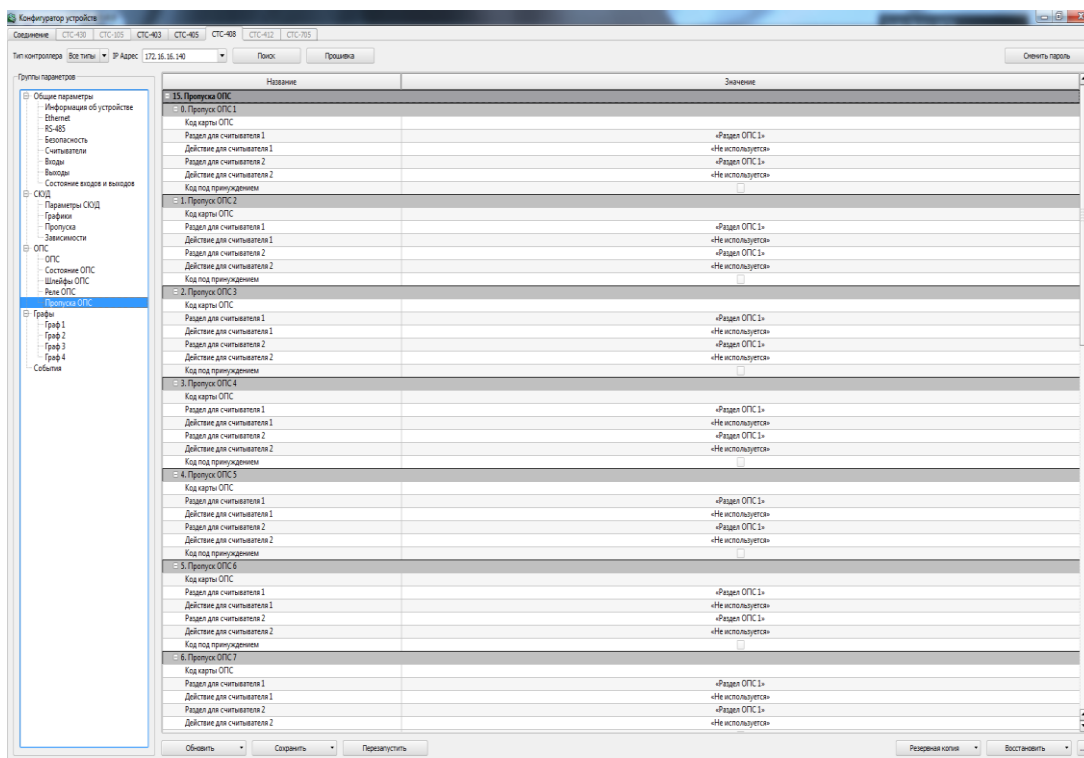 Конфигуратор устройств
Соединение СТС-430 СТС-105 СТС-403 СТС-405 СТС-408 СТС-412 СТС-705
Тип контроллера Все типы IP Адрес 172.16.16.140 Поиск Прошивка Сменить пароль
Группы параметров
Общие параметры
Информация об устройстве
Ethernet
RS-485
Безопасность
Считыватели
Входы
Выходы
Состояние входов и выходов
СКУД
Параметры СКУД
Графики
Пропуска
Зависимости
ОПС
ОПС
Состояние ОПС
Шлейфы ОПС
Реле ОПС
Пропуска ОПС
Графы
Граф 1
Граф 2
Граф 3
Граф 4
События
Название Значение
15. Пропуска ОПС
0. Пропуск ОПС 1
Код карты ОПС
Раздел для считывателя 1 «Раздел ОПС 1»
Действие для считывателя 1 «Не используется»
Раздел для считывателя 2 «Раздел ОПС 1»
Действие для считывателя 2 «Не используется»
Код под принуждением
1. Пропуск ОПС 2
Код карты ОПС
Раздел для считывателя 1 «Раздел ОПС 1»
Действие для считывателя 1 «Не используется»
Раздел для считывателя 2 «Раздел ОПС 1»
Действие для считывателя 2 «Не используется»
Код под принуждением
2. Пропуск ОПС 3
Код карты ОПС
Раздел для считывателя 1 «Раздел ОПС 1»
Действие для считывателя 1 «Не используется»
Раздел для считывателя 2 «Раздел ОПС 1»
Действие для считывателя 2 «Не используется»
Код под принуждением
3. Пропуск ОПС 4
Код карты ОПС
Раздел для считывателя 1 «Раздел ОПС 1»
Действие для считывателя 1 «Не используется»
Раздел для считывателя 2 «Раздел ОПС 1»
Действие для считывателя 2 «Не используется»
Код под принуждением
4. Пропуск ОПС 5
Код карты ОПС
Раздел для считывателя 1 «Раздел ОПС 1»
Действие для считывателя 1 «Не используется»
Раздел для считывателя 2 «Раздел ОПС 1»
Действие для считывателя 2 «Не используется»
Код под принуждением
5. Пропуск ОПС 6
Код карты ОПС
Раздел для считывателя 1 «Раздел ОПС 1»
Действие для считывателя 1 «Не используется»
Раздел для считывателя 2 «Раздел ОПС 1»
Действие для считывателя 2 «Не используется»
Код под принуждением
6. Пропуск ОПС 7
Код карты ОПС
Раздел для считывателя 1 «Раздел ОПС 1»
Действие для считывателя 1 «Не используется»
Раздел для считывателя 2 «Раздел ОПС 1»
Действие для считывателя 2 «Не используется»
Обновить Сохранить Перезапустить Резервная копия Восстановить ...